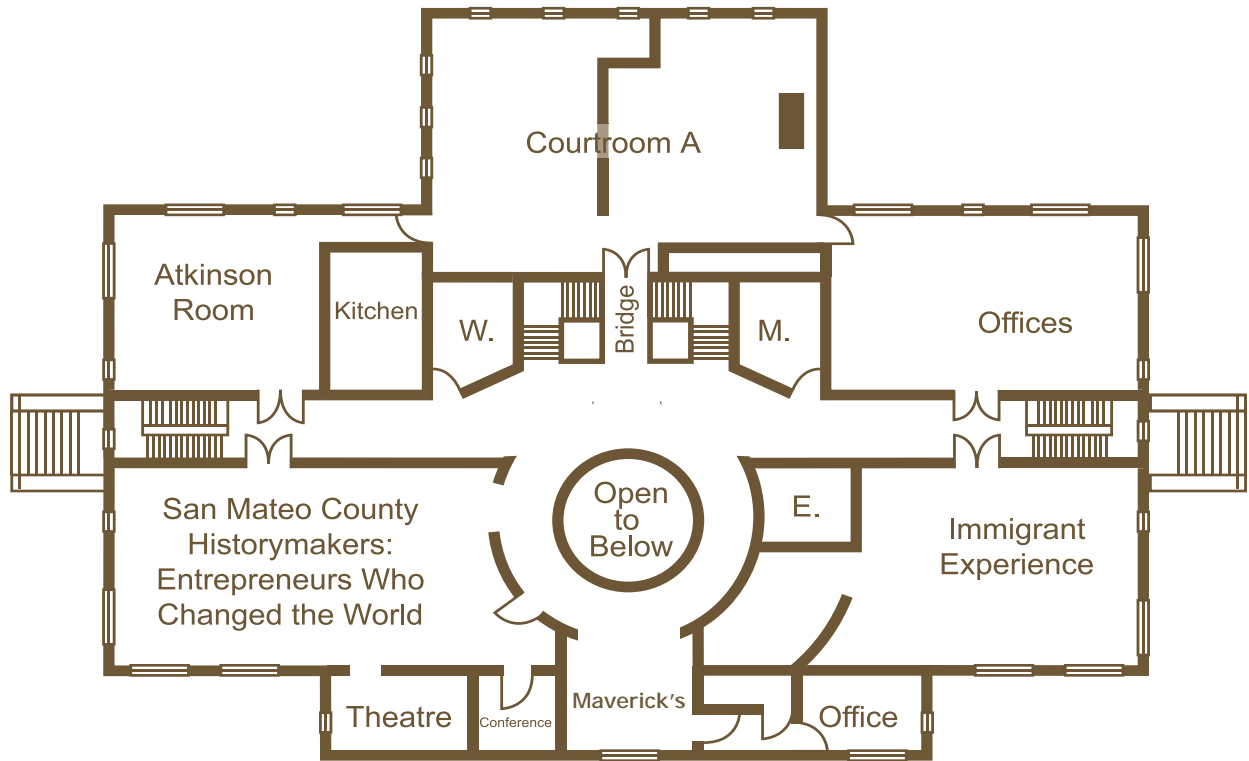 Courtroom A
Atkinson
Room
Kitchen
W.
Bridge
M.
Offices
San Mateo County
Historymakers:
Entrepreneurs Who
Changed the World
Open
to
Below
E.
Immigrant
Experience
Theatre
Conference
Maverick's
Office